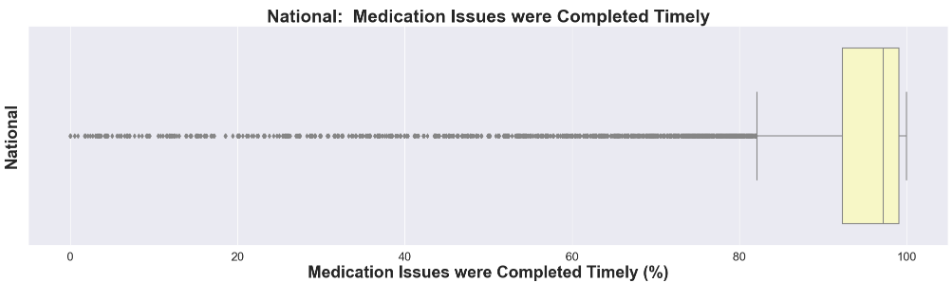 National:  Medication Issues were Completed Timely
National
0 20 40 60 80 100
Medication Issues were Completed Timely (%)